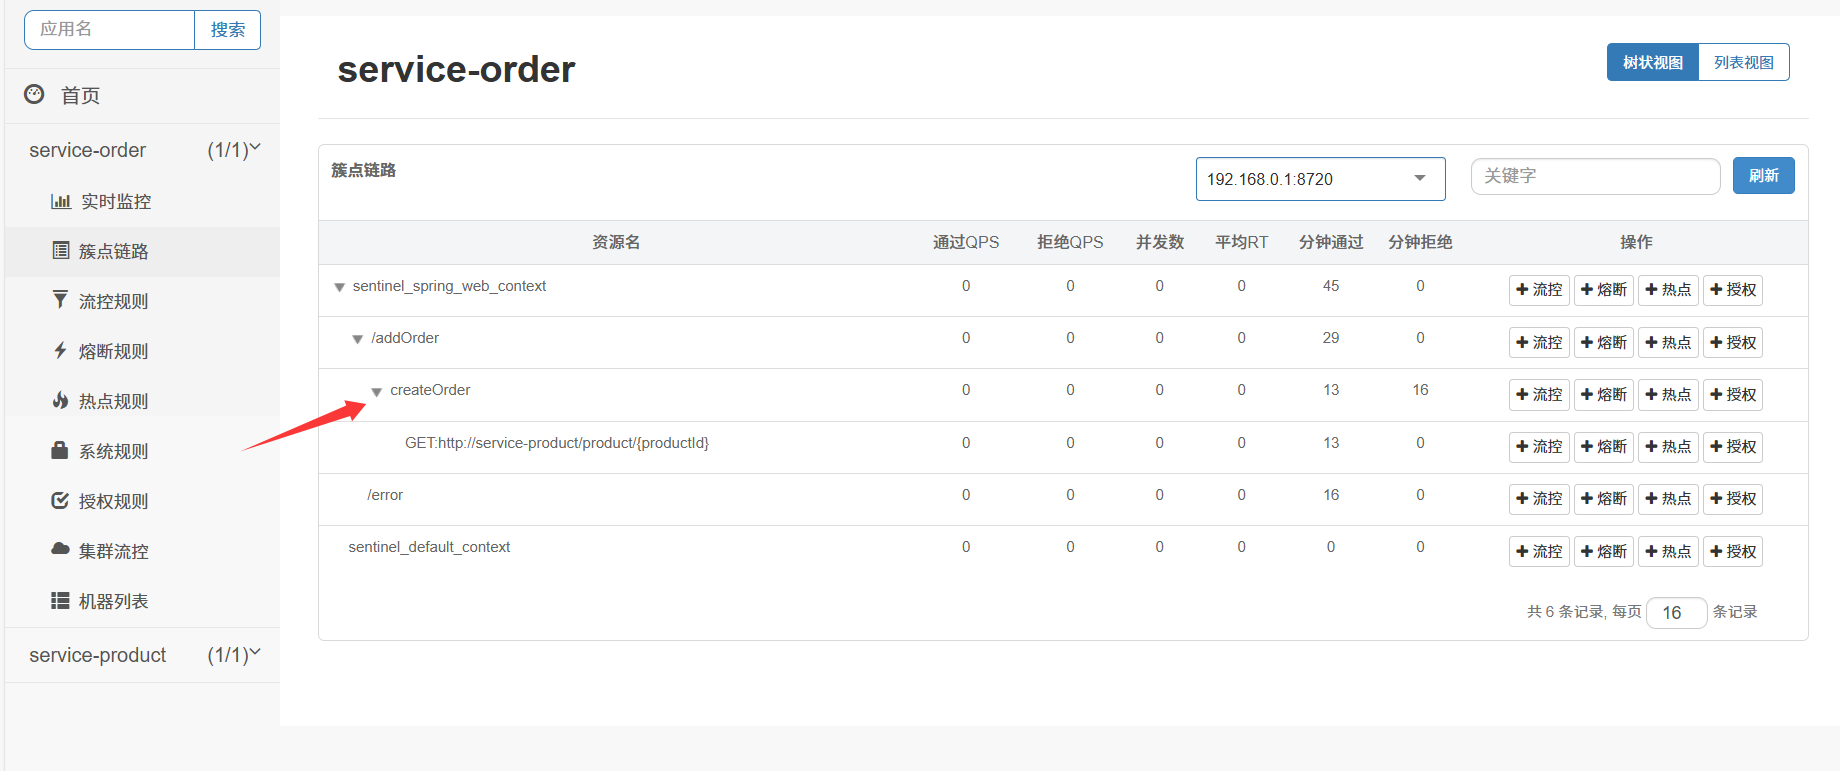 应用名 搜索
首页
service-order (1/1)
实时监控
簇点链路
流控规则
熔断规则
热点规则
系统规则
授权规则
集群流控
机器列表
service-product (1/1)
service-order 树状视图 列表视图
簇点链路 192.168.0.1:8720 关键字 刷新
资源名 通过QPS 拒绝QPS 并发数 平均RT 分钟通过 分钟拒绝 操作
sentinel_spring_web_context 0 0 0 0 45 0 流控 熔断 热点 授权
/addOrder 0 0 0 0 29 0 流控 熔断 热点 授权
createOrder 0 0 0 0 13 16 流控 熔断 热点 授权
GET:http://service-product/product/{productId} 0 0 0 0 13 0 流控 熔断 热点 授权
/error 0 0 0 0 16 0 流控 熔断 热点 授权
sentinel_default_context 0 0 0 0 0 0 流控 熔断 热点 授权
共 6 条记录, 每页 16 条记录